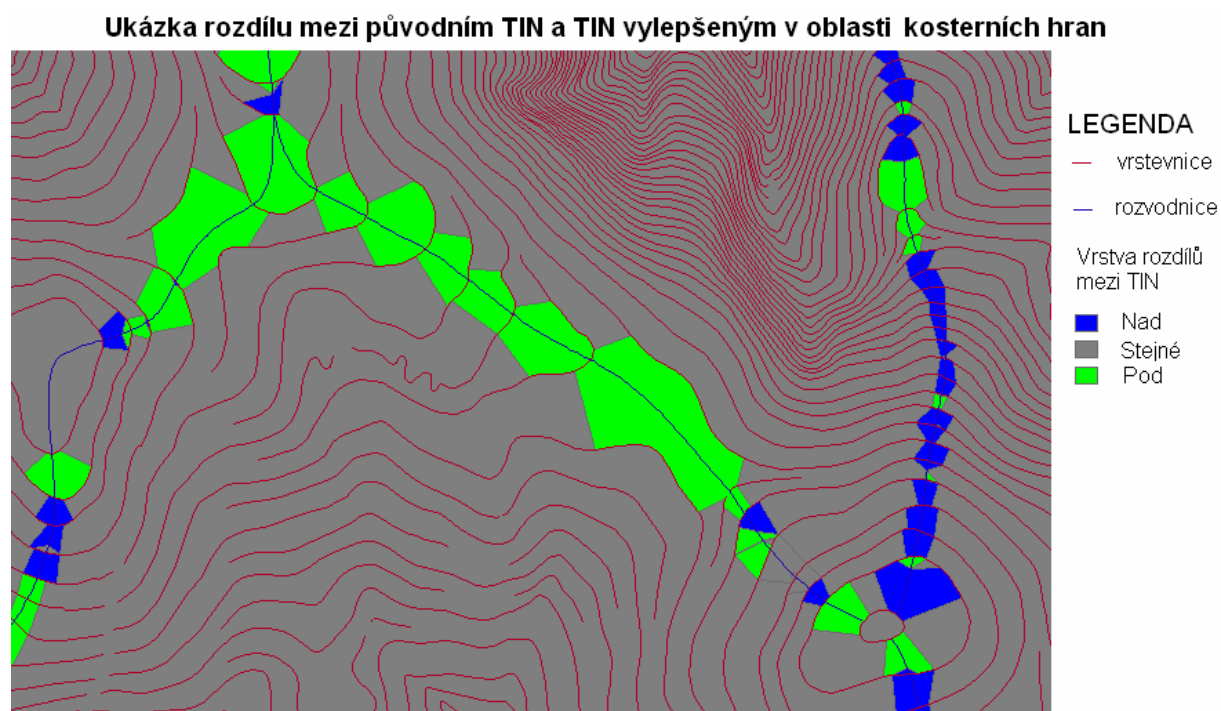 Ukázka rozdílu mezi původním TIN a TIN vylepšeným v oblasti kosterních hran
LEGENDA
vrstevnice
rozvodnice
Vrstva rozdílů
mezi TIN
Nad
Stejné
Pod